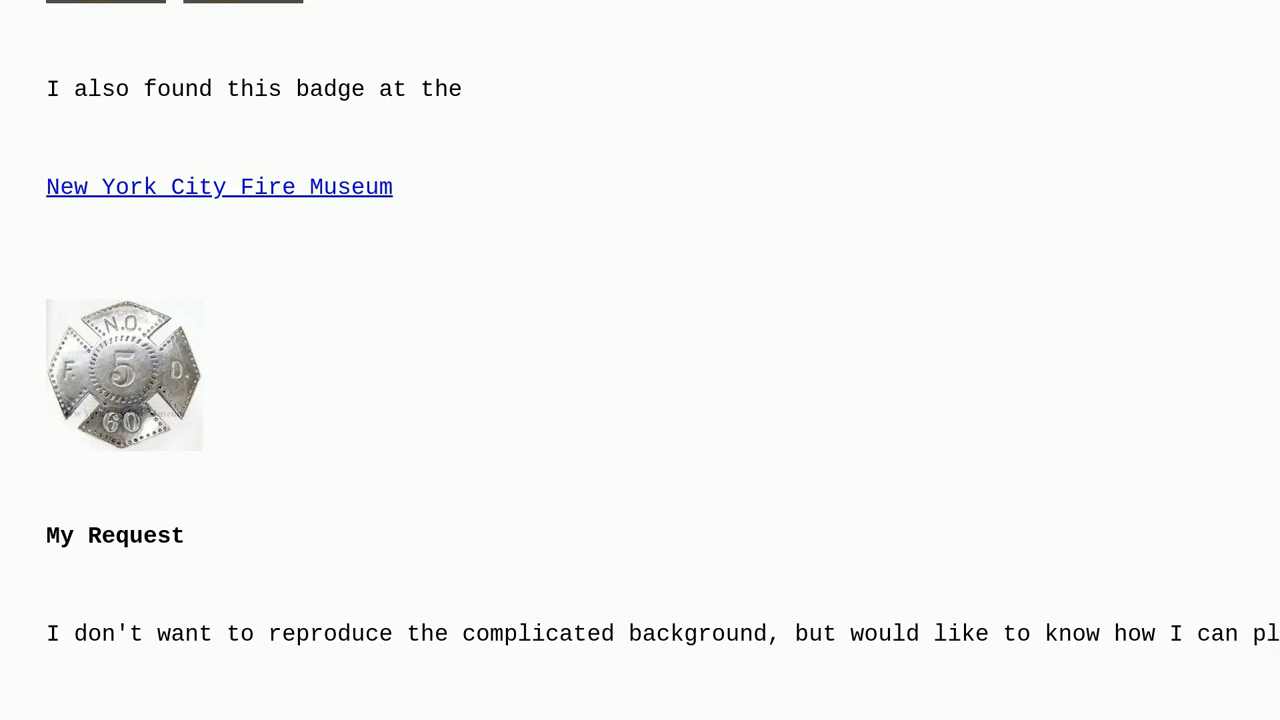 I also found this badge at the
New York City Fire Museum
N.O.
F. 5 D.
60
My Request
I don't want to reproduce the complicated background, but would like to know how I can pl